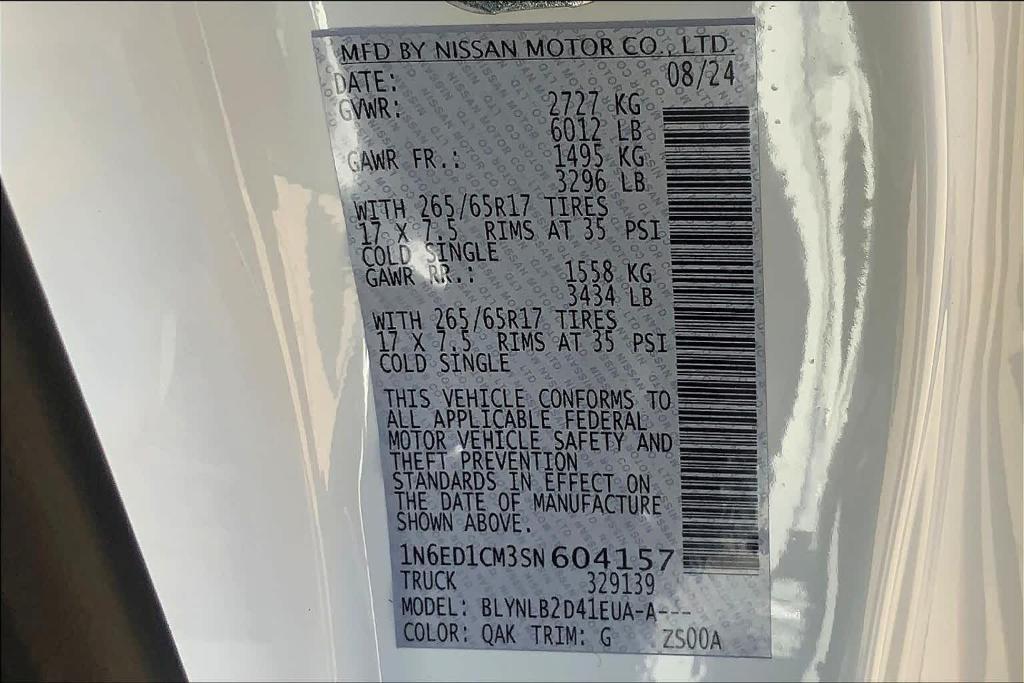 MFD BY NISSAN MOTOR CO., LTD.
DATE: 08/24
GVWR: 2727 KG
6012 LB
GAWR FR.: 1495 KG
3296 LB
WITH 265/65R17 TIRES
17 X 7.5 RIMS AT 35 PSI
COLD SINGLE
GAWR RR.: 1558 KG
3434 LB
WITH 265/65R17 TIRES
17 X 7.5 RIMS AT 35 PSI
COLD SINGLE
THIS VEHICLE CONFORMS TO
ALL APPLICABLE FEDERAL
MOTOR VEHICLE SAFETY AND
THEFT PREVENTION
STANDARDS IN EFFECT ON
THE DATE OF MANUFACTURE
SHOWN ABOVE.
1N6ED1CM3SN604157
TRUCK 329139
MODEL: BLYNLB2D41EUA-A---
COLOR: QAK TRIM: G ZS00A